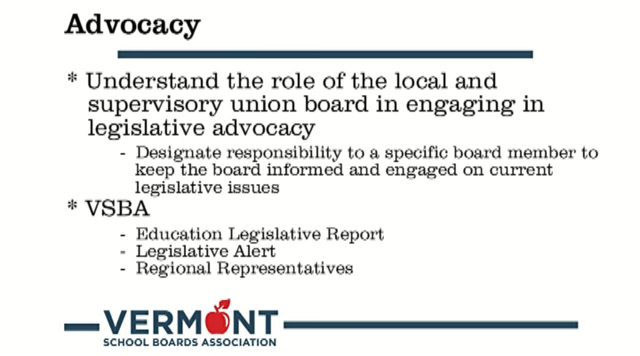 Advocacy
* Understand the role of the local and
supervisory union board in engaging in
legislative advocacy
- Designate responsibility to a specific board member to
keep the board informed and engaged on current
legislative issues
* VSBA
- Education Legislative Report
- Legislative Alert
- Regional Representatives
VERMONT
SCHOOL BOARDS ASSOCIATION